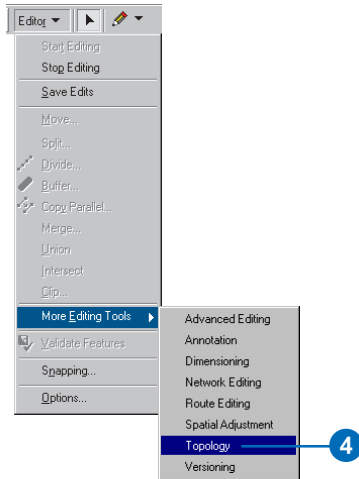 Editor
Start Editing
Stop Editing
Save Edits
Move...
Split...
Divide...
Buffer...
Copy Parallel...
Merge...
Union
Intersect
Clip...
More Editing Tools
Validate Features
Snapping...
Options...
Advanced Editing
Annotation
Dimensioning
Network Editing
Route Editing
Spatial Adjustment
Topology
4
Versioning